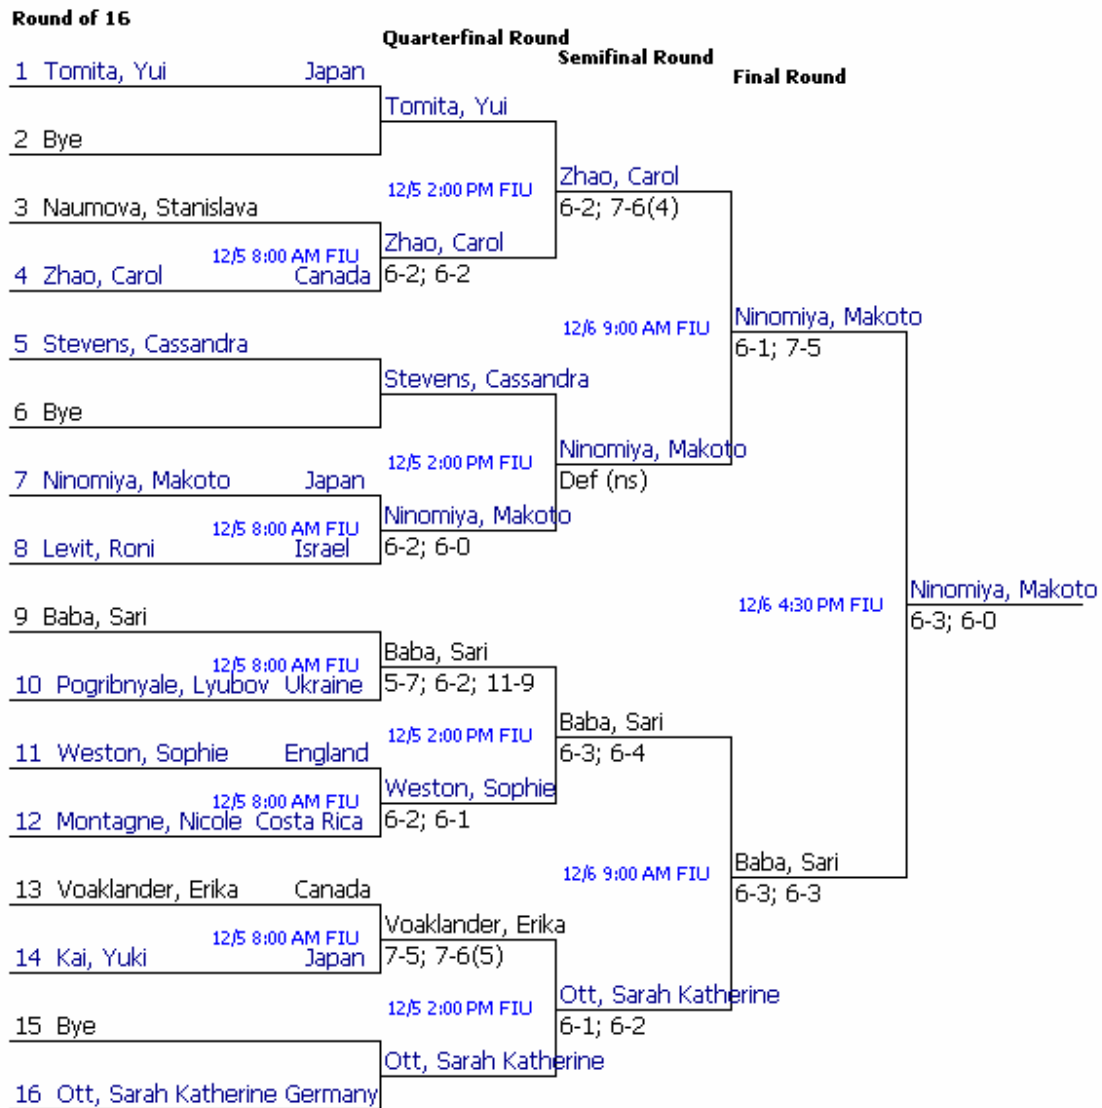 Round of 16
Quarterfinal Round
Semifinal Round
Final Round
1 Tomita, Yui Japan
Tomita, Yui
2 Bye
12/5 2:00 PM FIU
Zhao, Carol
6-2; 7-6(4)
3 Naumova, Stanislava
12/5 8:00 AM FIU
Zhao, Carol
6-2; 6-2
4 Zhao, Carol Canada
12/6 9:00 AM FIU
Ninomiya, Makoto
6-1; 7-5
5 Stevens, Cassandra
Stevens, Cassandra
6 Bye
12/5 2:00 PM FIU
Ninomiya, Makoto
Def (ns)
7 Ninomiya, Makoto Japan
12/5 8:00 AM FIU
Ninomiya, Makoto
6-2; 6-0
8 Levit, Roni Israel
12/6 4:30 PM FIU
Ninomiya, Makoto
6-3; 6-0
9 Baba, Sari
12/5 8:00 AM FIU
Baba, Sari
5-7; 6-2; 11-9
10 Pogribnyale, Lyubov Ukraine
12/5 2:00 PM FIU
Baba, Sari
6-3; 6-4
11 Weston, Sophie England
12/5 8:00 AM FIU
Weston, Sophie
6-2; 6-1
12 Montagne, Nicole Costa Rica
12/6 9:00 AM FIU
Baba, Sari
6-3; 6-3
13 Voaklander, Erika Canada
12/5 8:00 AM FIU
Voaklander, Erika
7-5; 7-6(5)
14 Kai, Yuki Japan
12/5 2:00 PM FIU
Ott, Sarah Katherine
6-1; 6-2
15 Bye
Ott, Sarah Katherine
16 Ott, Sarah Katherine Germany